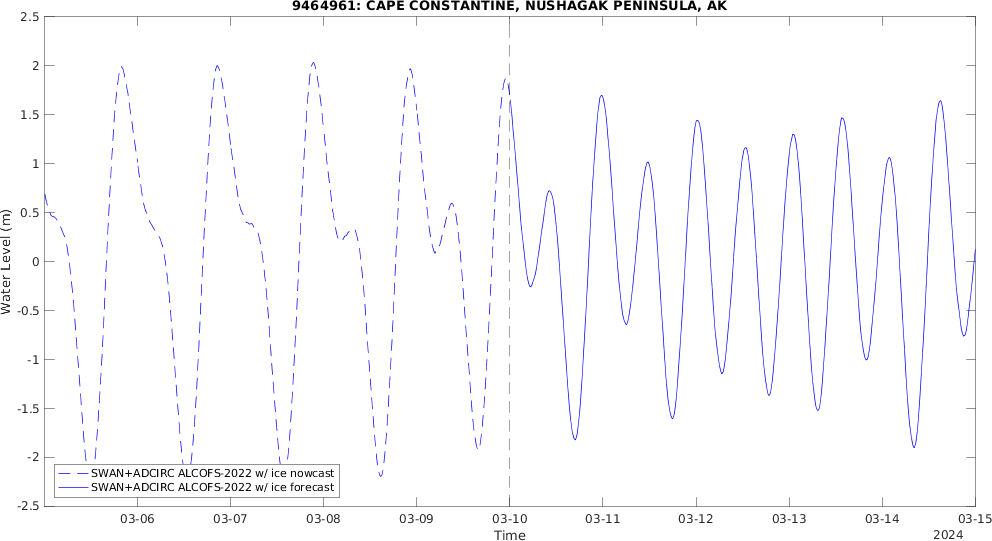 9464961: CAPE CONSTANTINE, NUSHAGAK PENINSULA, AK
2.5
2
1.5
1
0.5
0
-0.5
-1
-1.5
-2
-2.5
Water Level (m)
SWAN+ADCIRC ALCOFS-2022 w/ ice nowcast
SWAN+ADCIRC ALCOFS-2022 w/ ice forecast
03-06 03-07 03-08 03-09 03-10 03-11 03-12 03-13 03-14 03-15
Time
2024